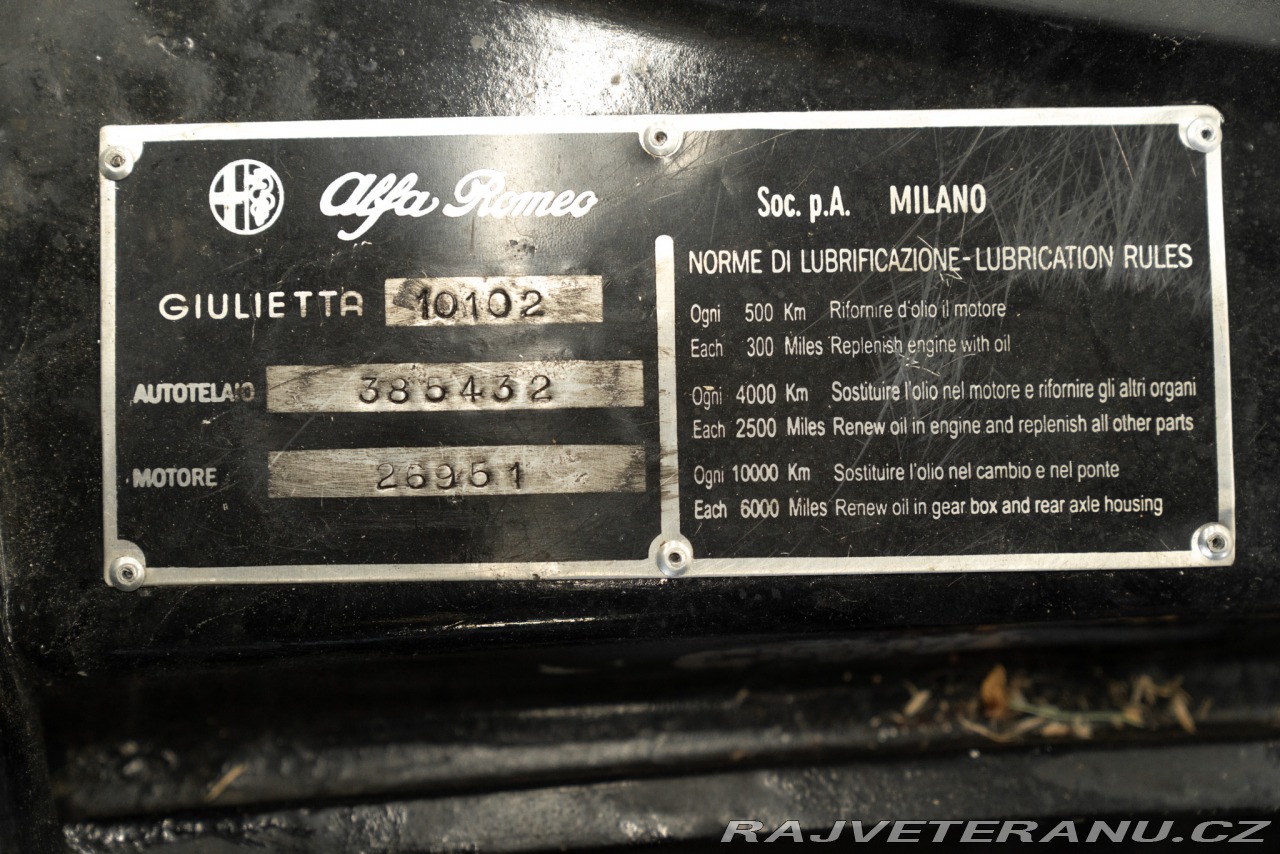 Alfa Romeo
GIULIETTA 10102
AUTOTELAIO 385432
MOTORE 26951
Soc. p.A. MILANO
NORME DI LUBRIFICAZIONE - LUBRICATION RULES
Ogni 500 Km Rifornire d'olio il motore
Each 300 Miles Replenish engine with oil
Ogni 4000 Km Sostituire l'olio nel motore e rifornire gli altri organi
Each 2500 Miles Renew oil in engine and replenish all other parts
Ogni 10000 Km Sostituire l'olio nel cambio e nel ponte
Each 6000 Miles Renew oil in gear box and rear axle housing
RAJVETERANU.CZ